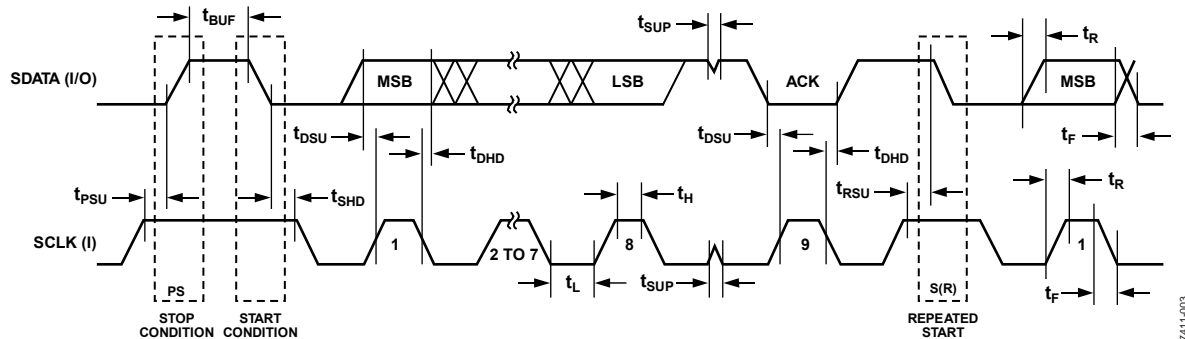 tBUF
tSUP
tR
SDATA (I/O)
MSB
LSB
ACK
MSB
tDSU
tDHD
tDSU
tDHD
tF
tPSU
tSHD
tH
tRSU
tR
SCLK (I)
1
2 TO 7
8
9
1
tL
tSUP
tF
PS
S(R)
STOP
CONDITION
START
CONDITION
REPEATED
START
7411-003